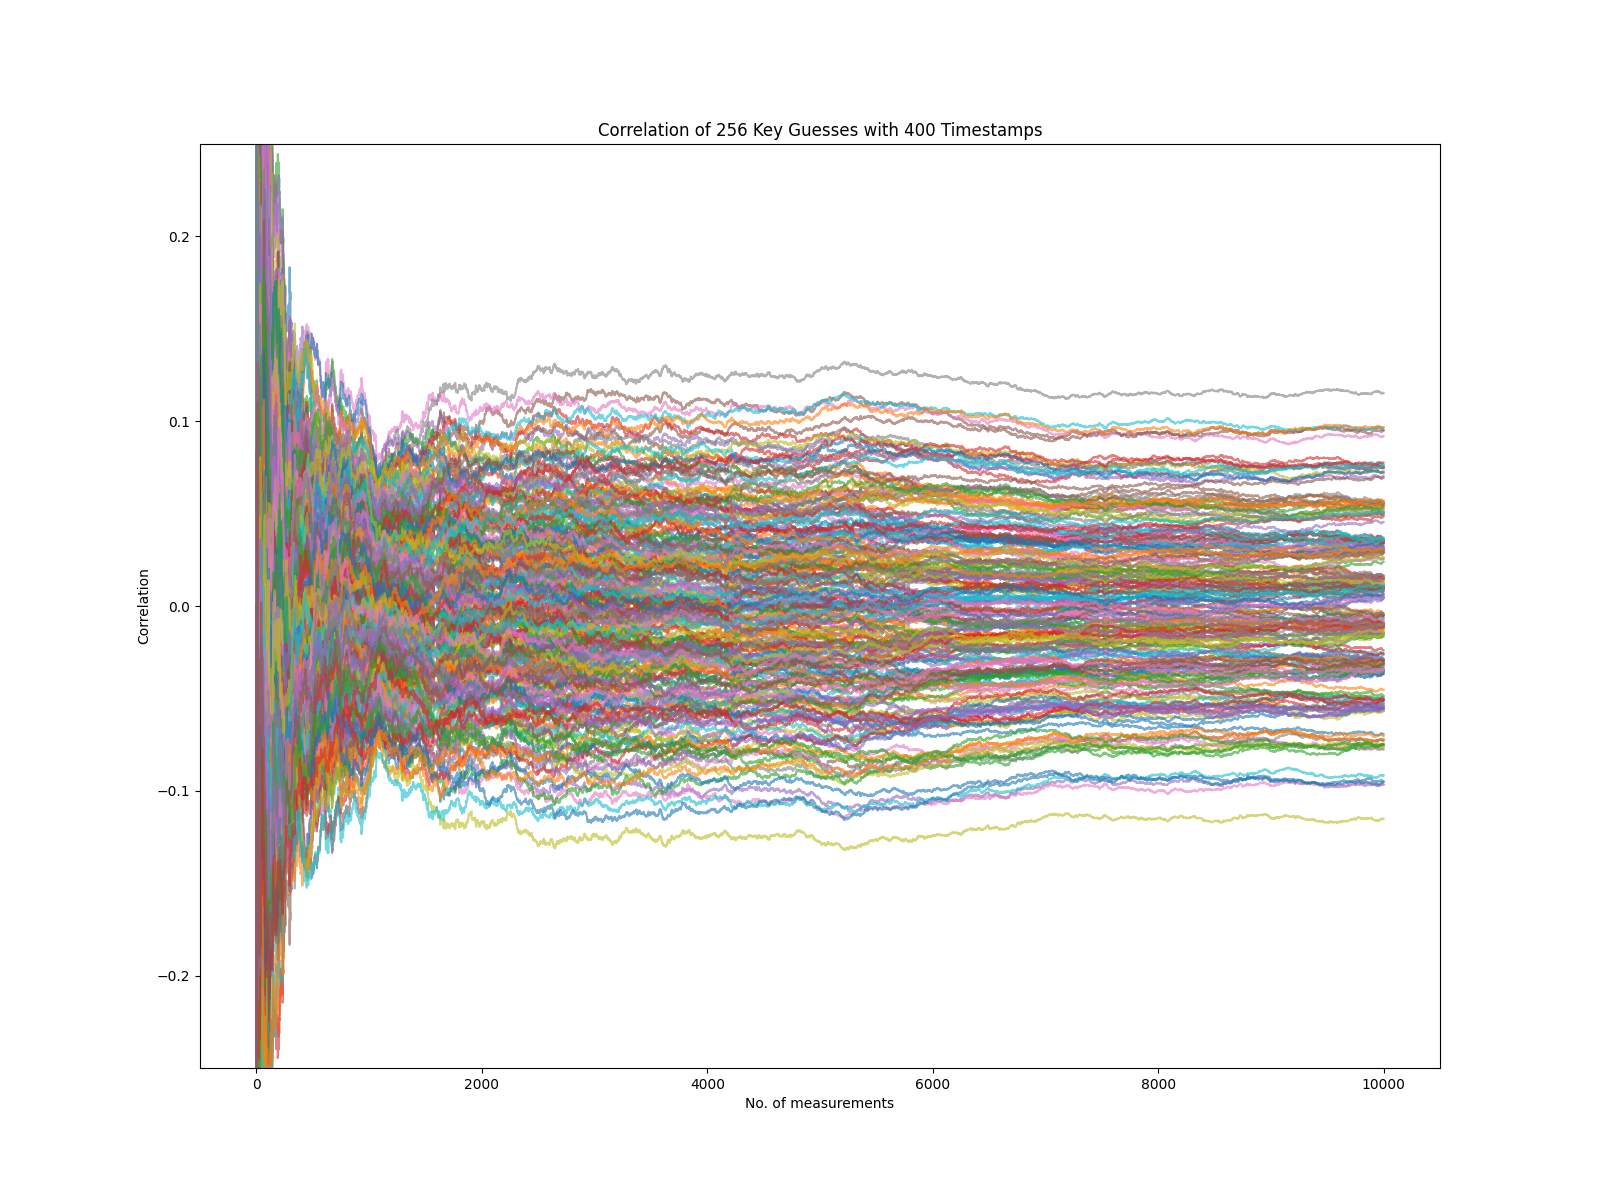 Correlation of 256 Key Guesses with 400 Timestamps
0.2
0.1
0.0
−0.1
−0.2
Correlation
0 2000 4000 6000 8000 10000
No. of measurements